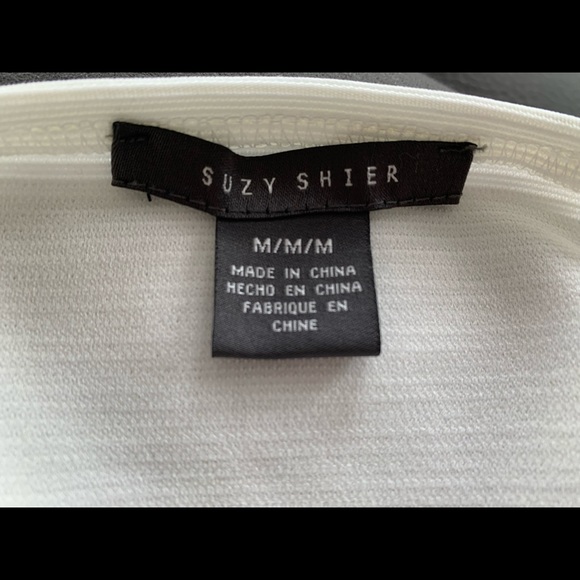 SUZY SHIER
M/M/M
MADE IN CHINA
HECHO EN CHINA
FABRIQUE EN
CHINE